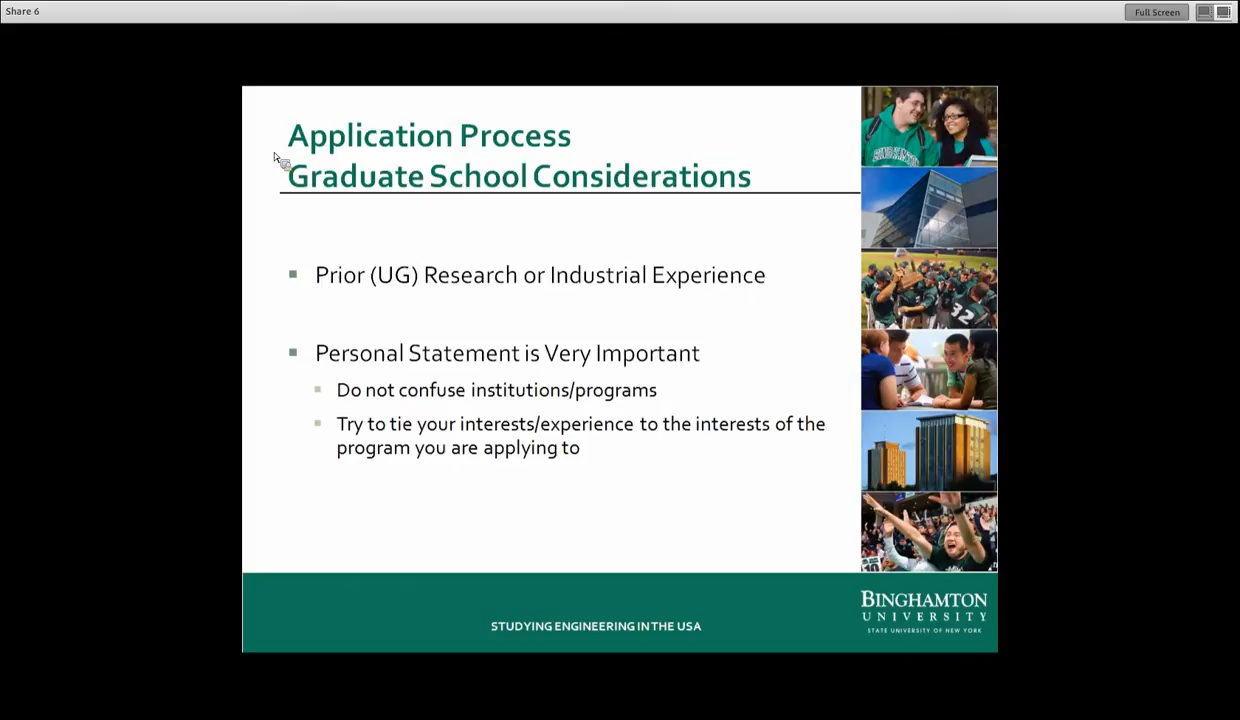 Share 6
Full Screen
Application Process
Graduate School Considerations
Prior (UG) Research or Industrial Experience
Personal Statement is Very Important
Do not confuse institutions/programs
Try to tie your interests/experience to the interests of the
program you are applying to
32
STUDYING ENGINEERING IN THE USA
BINGHAMTON
UNIVERSITY
STATE UNIVERSITY OF NEW YORK